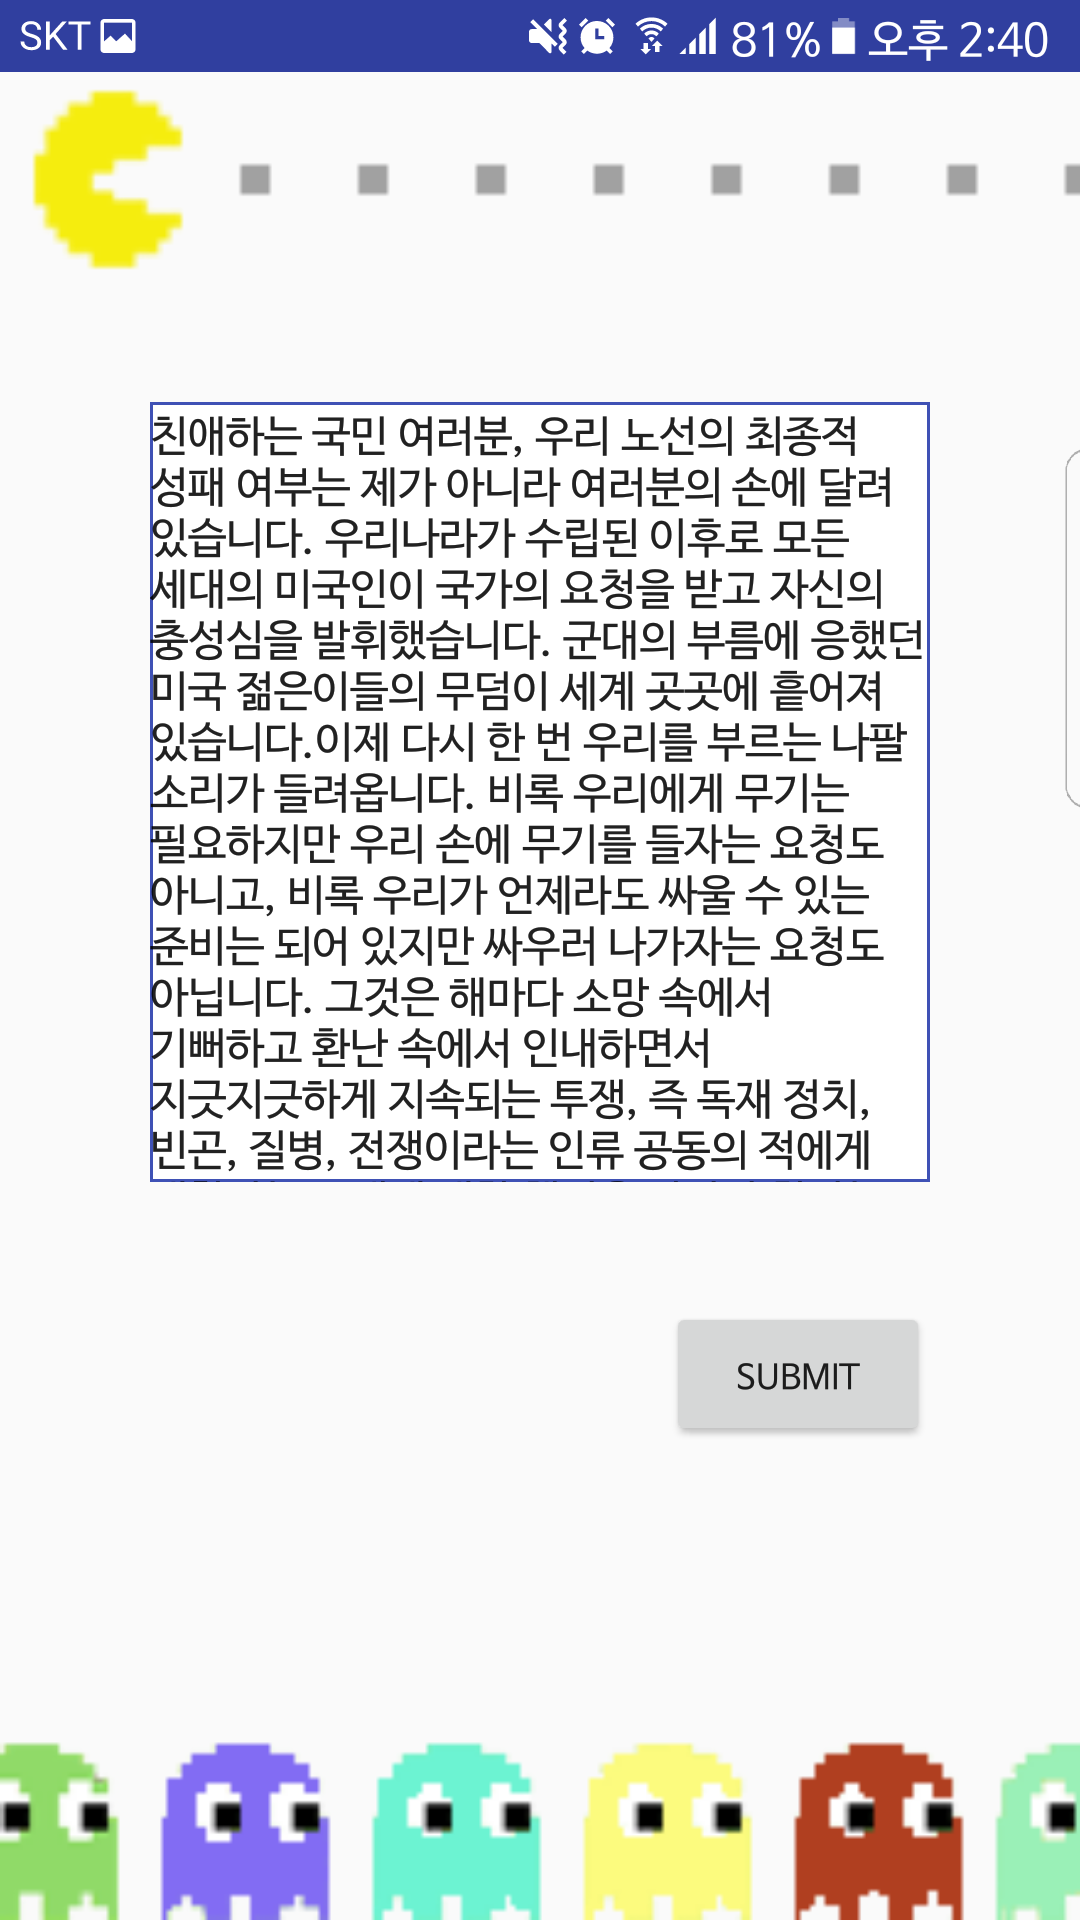 SKT 81% 오후 2:40
친애하는 국민 여러분, 우리 노선의 최종적
성패 여부는 제가 아니라 여러분의 손에 달려
있습니다. 우리나라가 수립된 이후로 모든
세대의 미국인이 국가의 요청을 받고 자신의
충성심을 발휘했습니다. 군대의 부름에 응했던
미국 젊은이들의 무덤이 세계 곳곳에 흩어져
있습니다.이제 다시 한 번 우리를 부르는 나팔
소리가 들려옵니다. 비록 우리에게 무기는
필요하지만 우리 손에 무기를 들자는 요청도
아니고, 비록 우리가 언제라도 싸울 수 있는
준비는 되어 있지만 싸우러 나가자는 요청도
아닙니다. 그것은 해마다 소망 속에서
기뻐하고 환난 속에서 인내하면서
지긋지긋하게 지속되는 투쟁, 즉 독재 정치,
빈곤, 질병, 전쟁이라는 인류 공동의 적에게
SUBMIT